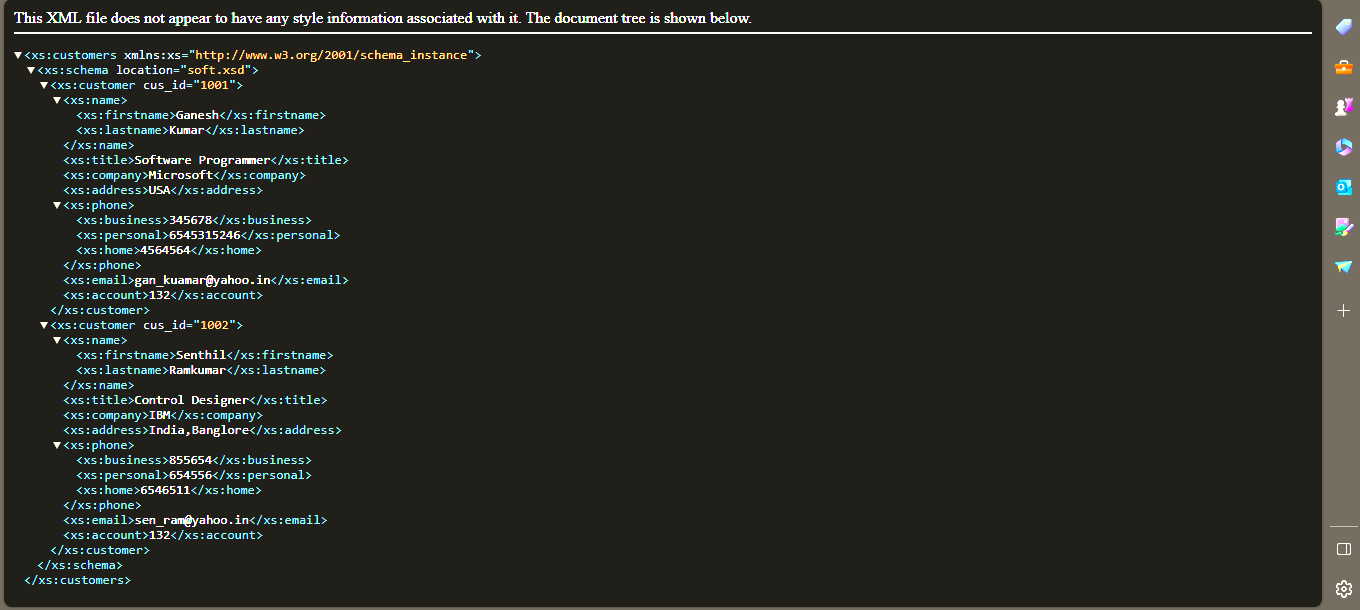 This XML file does not appear to have any style information associated with it. The document tree is shown below.
▼<xs:customers xmlns:xs="http://www.w3.org/2001/schema_instance">
▼<xs:schema location="soft.xsd">
▼<xs:customer cus_id="1001">
▼<xs:name>
<xs:firstname>Ganesh</xs:firstname>
<xs:lastname>Kumar</xs:lastname>
</xs:name>
<xs:title>Software Programmer</xs:title>
<xs:company>Microsoft</xs:company>
<xs:address>USA</xs:address>
▼<xs:phone>
<xs:business>345678</xs:business>
<xs:personal>6545315246</xs:personal>
<xs:home>4564564</xs:home>
</xs:phone>
<xs:email>gan_kuamar@yahoo.in</xs:email>
<xs:account>132</xs:account>
</xs:customer>
▼<xs:customer cus_id="1002">
▼<xs:name>
<xs:firstname>Senthil</xs:firstname>
<xs:lastname>Ramkumar</xs:lastname>
</xs:name>
<xs:title>Control Designer</xs:title>
<xs:company>IBM</xs:company>
<xs:address>India,Banglore</xs:address>
▼<xs:phone>
<xs:business>855654</xs:business>
<xs:personal>654556</xs:personal>
<xs:home>6546511</xs:home>
</xs:phone>
<xs:email>sen_ram@yahoo.in</xs:email>
<xs:account>132</xs:account>
</xs:customer>
</xs:schema>
</xs:customers>